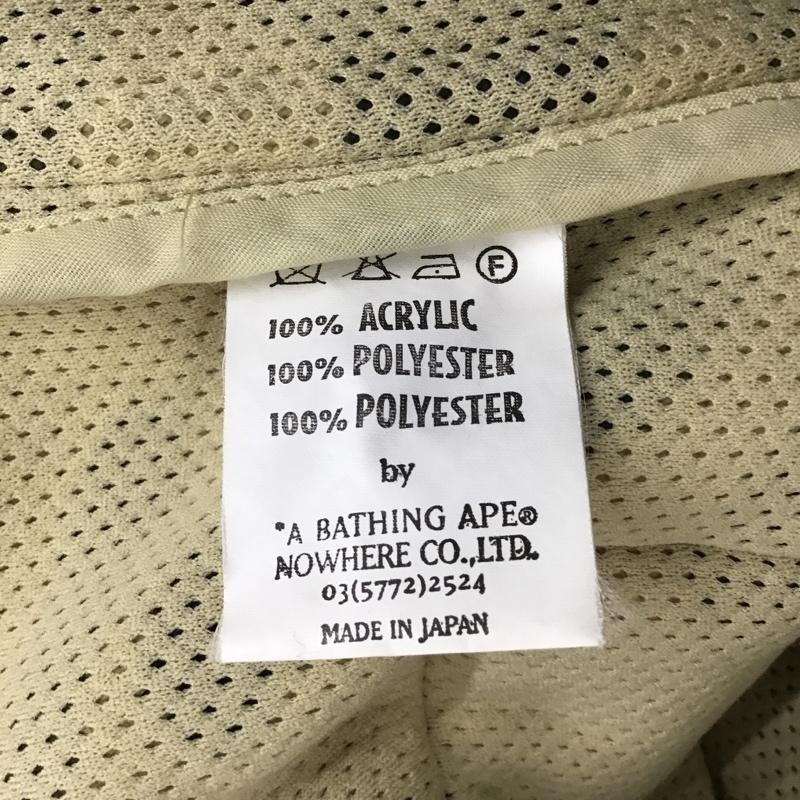 F
100% ACRYLIC
100% POLYESTER
100% POLYESTER
by
*A BATHING APE®
NOWHERE CO.,LTD.
03(5772)2524
MADE IN JAPAN